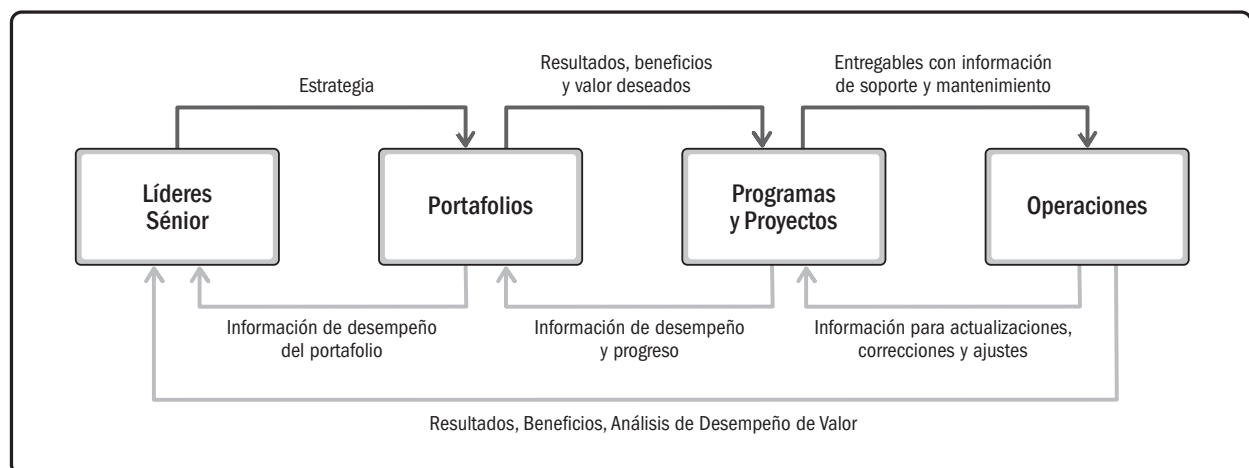 Estrategia
Resultados, beneficios
y valor deseados
Entregables con información
de soporte y mantenimiento
Líderes
Sénior
Portafolios
Programas
y Proyectos
Operaciones
Información de desempeño
del portafolio
Información de desempeño
y progreso
Información para actualizaciones,
correcciones y ajustes
Resultados, Beneficios, Análisis de Desempeño de Valor